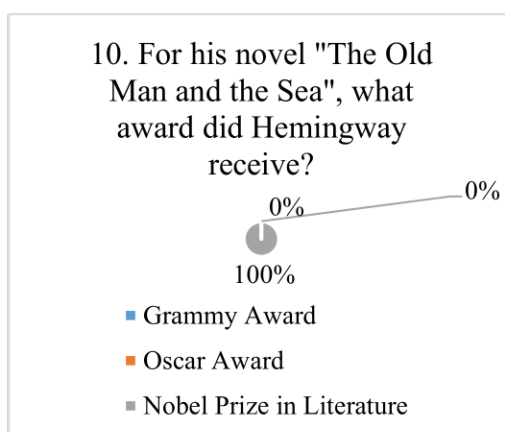 10. For his novel "The Old
Man and the Sea", what
award did Hemingway
receive?
0%
0%
100%
Grammy Award
Oscar Award
Nobel Prize in Literature